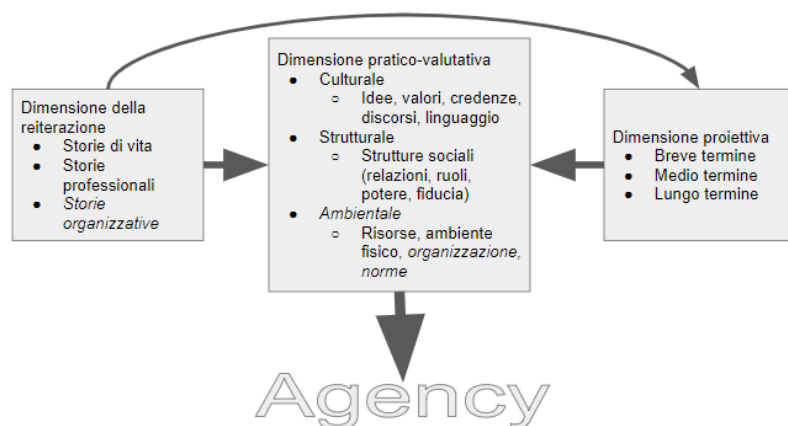 Dimensione della
reiterazione
● Storie di vita
● Storie
professionali
● Storie
organizzative
Dimensione pratico-valutativa
● Culturale
○ Idee, valori, credenze,
discorsi, linguaggio
● Strutturale
○ Strutture sociali
(relazioni, ruoli,
potere, fiducia)
● Ambientale
○ Risorse, ambiente
fisico, organizzazione,
norme
Dimensione proiettiva
● Breve termine
● Medio termine
● Lungo termine
Agency